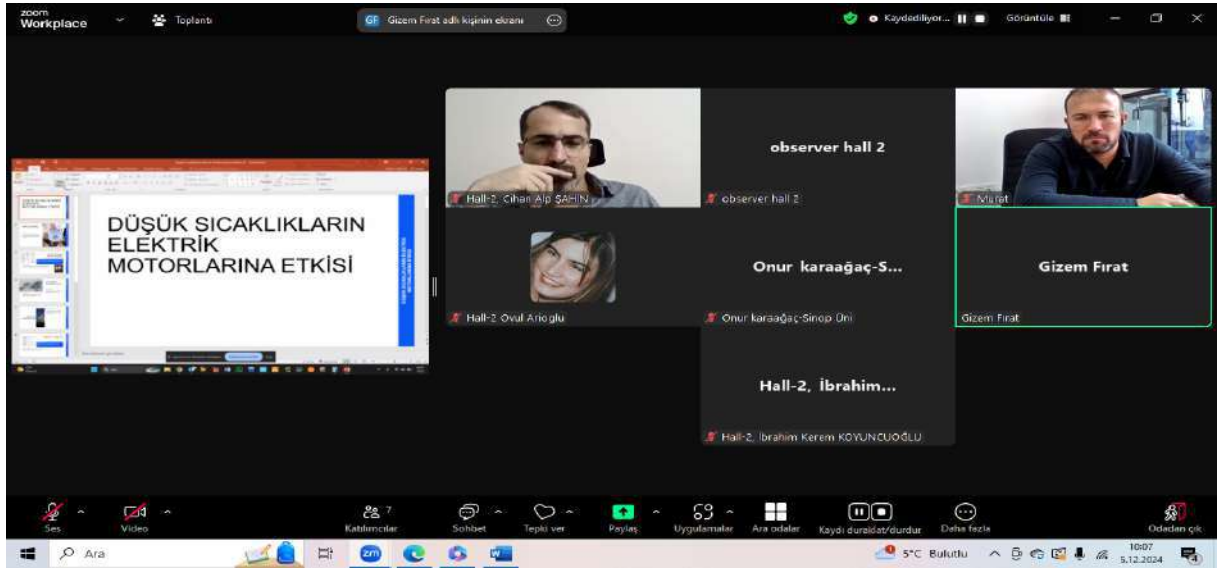 zoom
Workplace
Toplantı
GF Gizem Fırat adlı kişinin ekranı
Kaydediliyor...
Görüntüle
DÜŞÜK SICAKLIKLARIN
ELEKTRİK
MOTORLARINA ETKİSİ
Hall-2, Cihan Alp ŞAHİN
observer hall 2
observer hall 2
Murat
Hall-2 Ovul Arioglu
Onur karaağaç-S...
Onur karaağaç-Sinop Üni
Gizem Fırat
Gizem Fırat
Hall-2, İbrahim...
Hall-2, İbrahim Kerem KOYUNCUOĞLU
Ses
Video
7
Katılımcılar
Sohbet
Tepki ver
Paylaş
Uygulamalar
Ara odalar
Kaydı duraklat/durdur
Daha fazla
Odadan çık
Ara
zm
5°C Bulutlu
10:07
5.12.2024
4